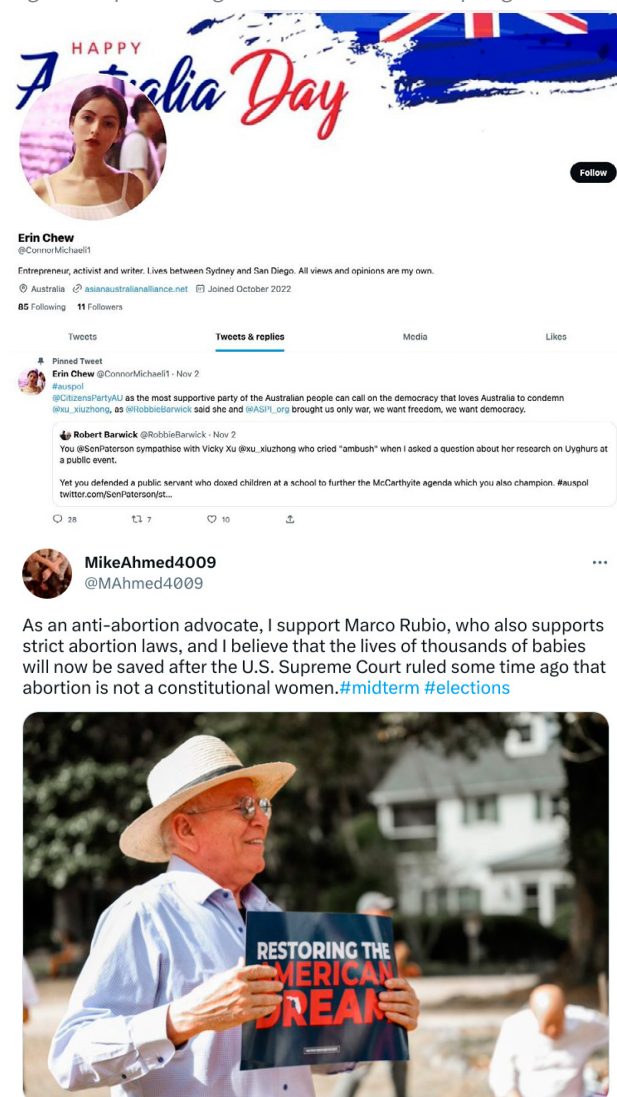 HAPPY
Australia Day
Follow
Erin Chew
@ConnorMichaeli1
Entrepreneur, activist and writer. Lives between Sydney and San Diego. All views and opinions are my own.
Australia asianaustralianalliance.net Joined October 2022
85 Following 11 Followers
Tweets Tweets & replies Media Likes
Pinned Tweet
Erin Chew @ConnorMichaeli1 · Nov 2
#auspol
@CitizensPartyAU as the most supportive party of the Australian people can call on the democracy that loves Australia to condemn
@xu_xiuzhong, as @RobbieBarwick said she and @ASPI_org brought us only war, we want freedom, we want democracy.
Robert Barwick @RobbieBarwick · Nov 2
You @SenPaterson sympathise with Vicky Xu @xu_xiuzhong who cried "ambush" when I asked a question about her research on Uyghurs at
a public event.
Yet you defended a public servant who doxed children at a school to further the McCarthyite agenda which you also champion. #auspol
twitter.com/SenPaterson/st...
28 7 10
MikeAhmed4009
@MAhmed4009
As an anti-abortion advocate, I support Marco Rubio, who also supports
strict abortion laws, and I believe that the lives of thousands of babies
will now be saved after the U.S. Supreme Court ruled some time ago that
abortion is not a constitutional women.#midterm #elections
RESTORING THE
AMERICAN
DREAM